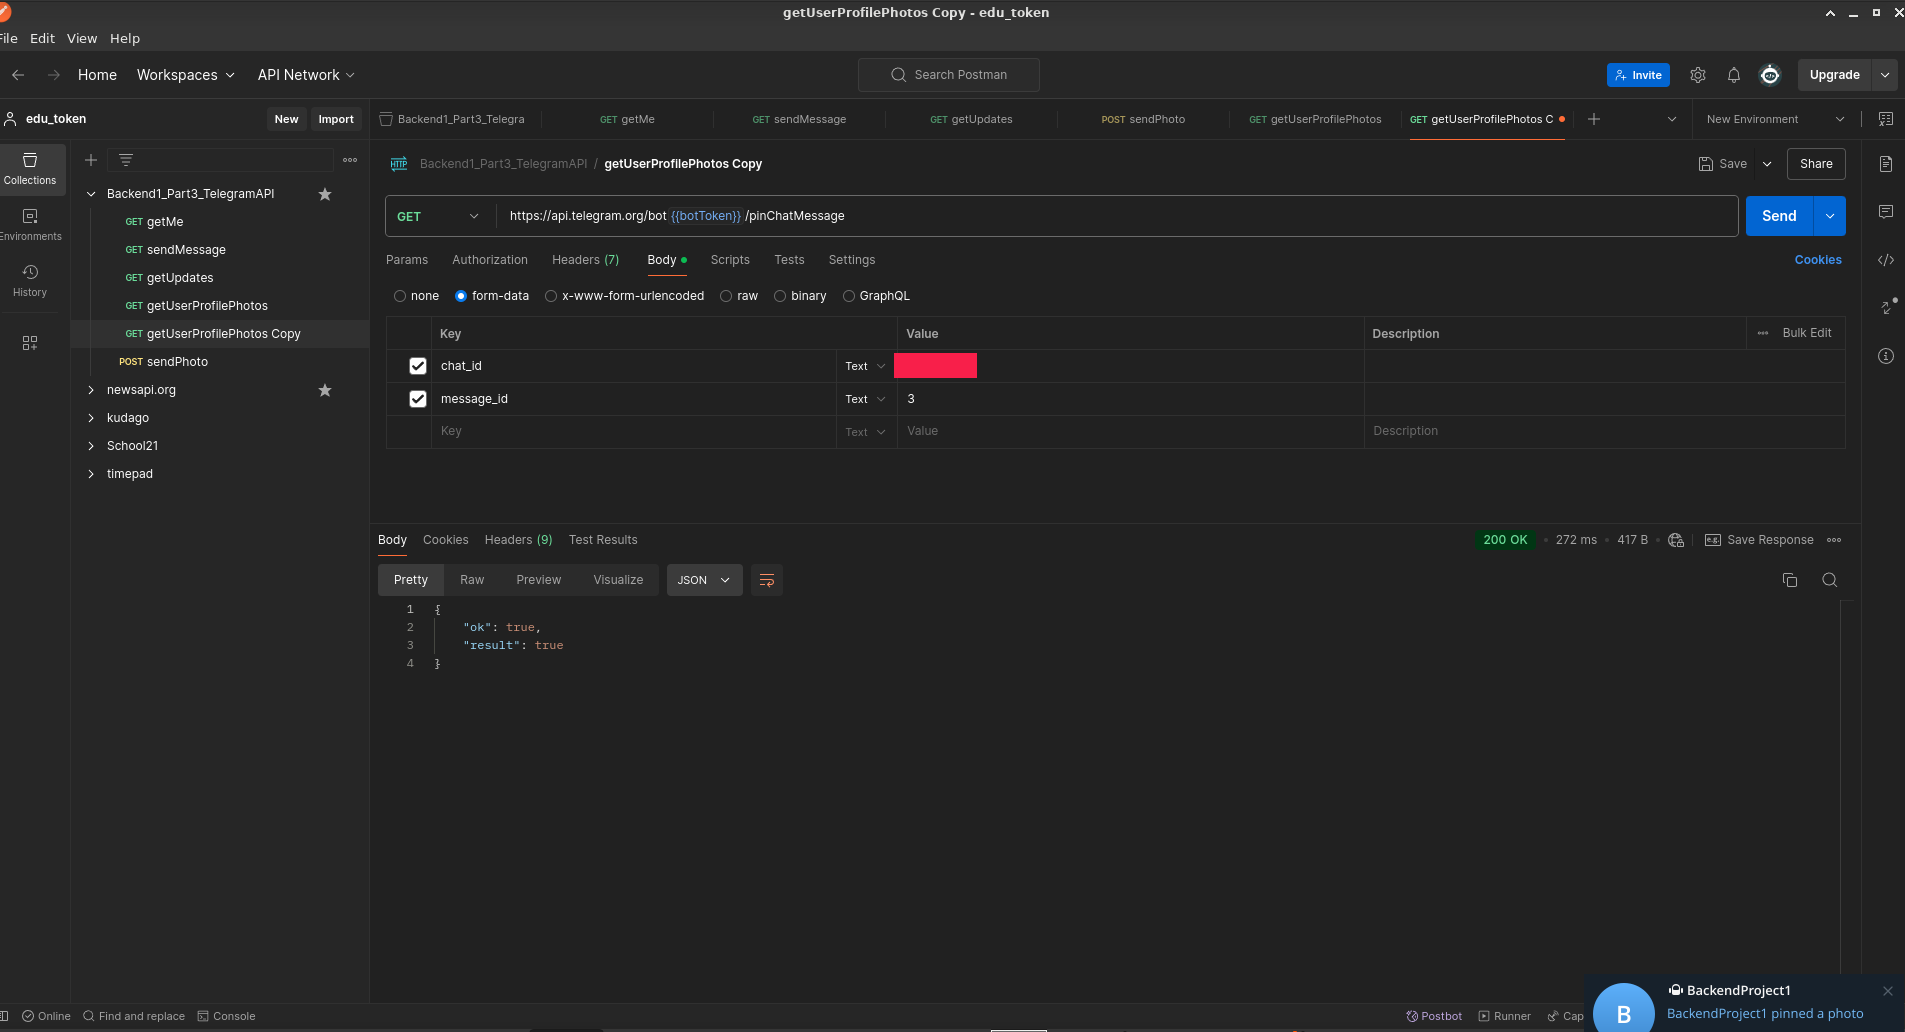 getUserProfilePhotos Copy - edu_token
File Edit View Help
Home Workspaces API Network Search Postman Invite Upgrade
edu_token New Import
Backend1_Part3_Telegra GET getMe GET sendMessage GET getUpdates POST sendPhoto GET getUserProfilePhotos GET getUserProfilePhotos C New Environment
Collections
Environments
History
Backend1_Part3_TelegramAPI
GET getMe
GET sendMessage
GET getUpdates
GET getUserProfilePhotos
GET getUserProfilePhotos Copy
POST sendPhoto
newsapi.org
kudago
School21
timepad
HTTP Backend1_Part3_TelegramAPI / getUserProfilePhotos Copy Save Share
GET https://api.telegram.org/bot {{botToken}} /pinChatMessage Send
Params Authorization Headers (7) Body Scripts Tests Settings Cookies
none form-data x-www-form-urlencoded raw binary GraphQL
Key Value Description Bulk Edit
chat_id Text
message_id Text 3
Key Text Value Description
Body Cookies Headers (9) Test Results 200 OK 272 ms 417 B e.g. Save Response
Pretty Raw Preview Visualize JSON
1 {
2 "ok": true,
3 "result": true
4 }
Online Find and replace Console Postbot Runner Cap
B
BackendProject1
BackendProject1 pinned a photo